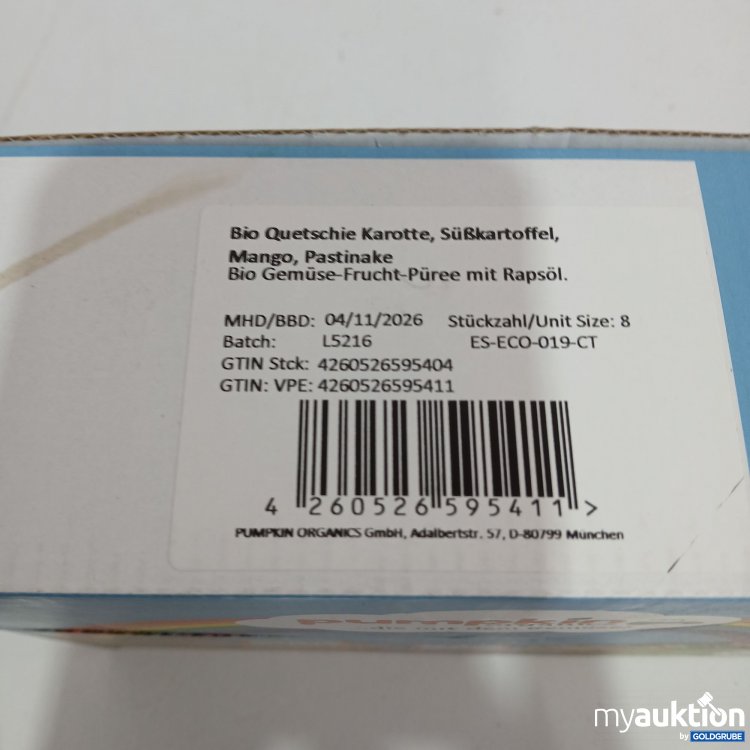 Bio Quetschie Karotte, Süßkartoffel,
Mango, Pastinake
Bio Gemüse-Frucht-Püree mit Rapsöl.
MHD/BBD: 04/11/2026 Stückzahl/Unit Size: 8
Batch: L5216 ES-ECO-019-CT
GTIN Stck: 4260526595404
GTIN: VPE: 4260526595411
4 260526 595411 >
PUMPKIN ORGANICS GmbH, Adalbertstr. 57, D-80799 Munchen
pumpkin
myauktion
by GOLDGRUBE